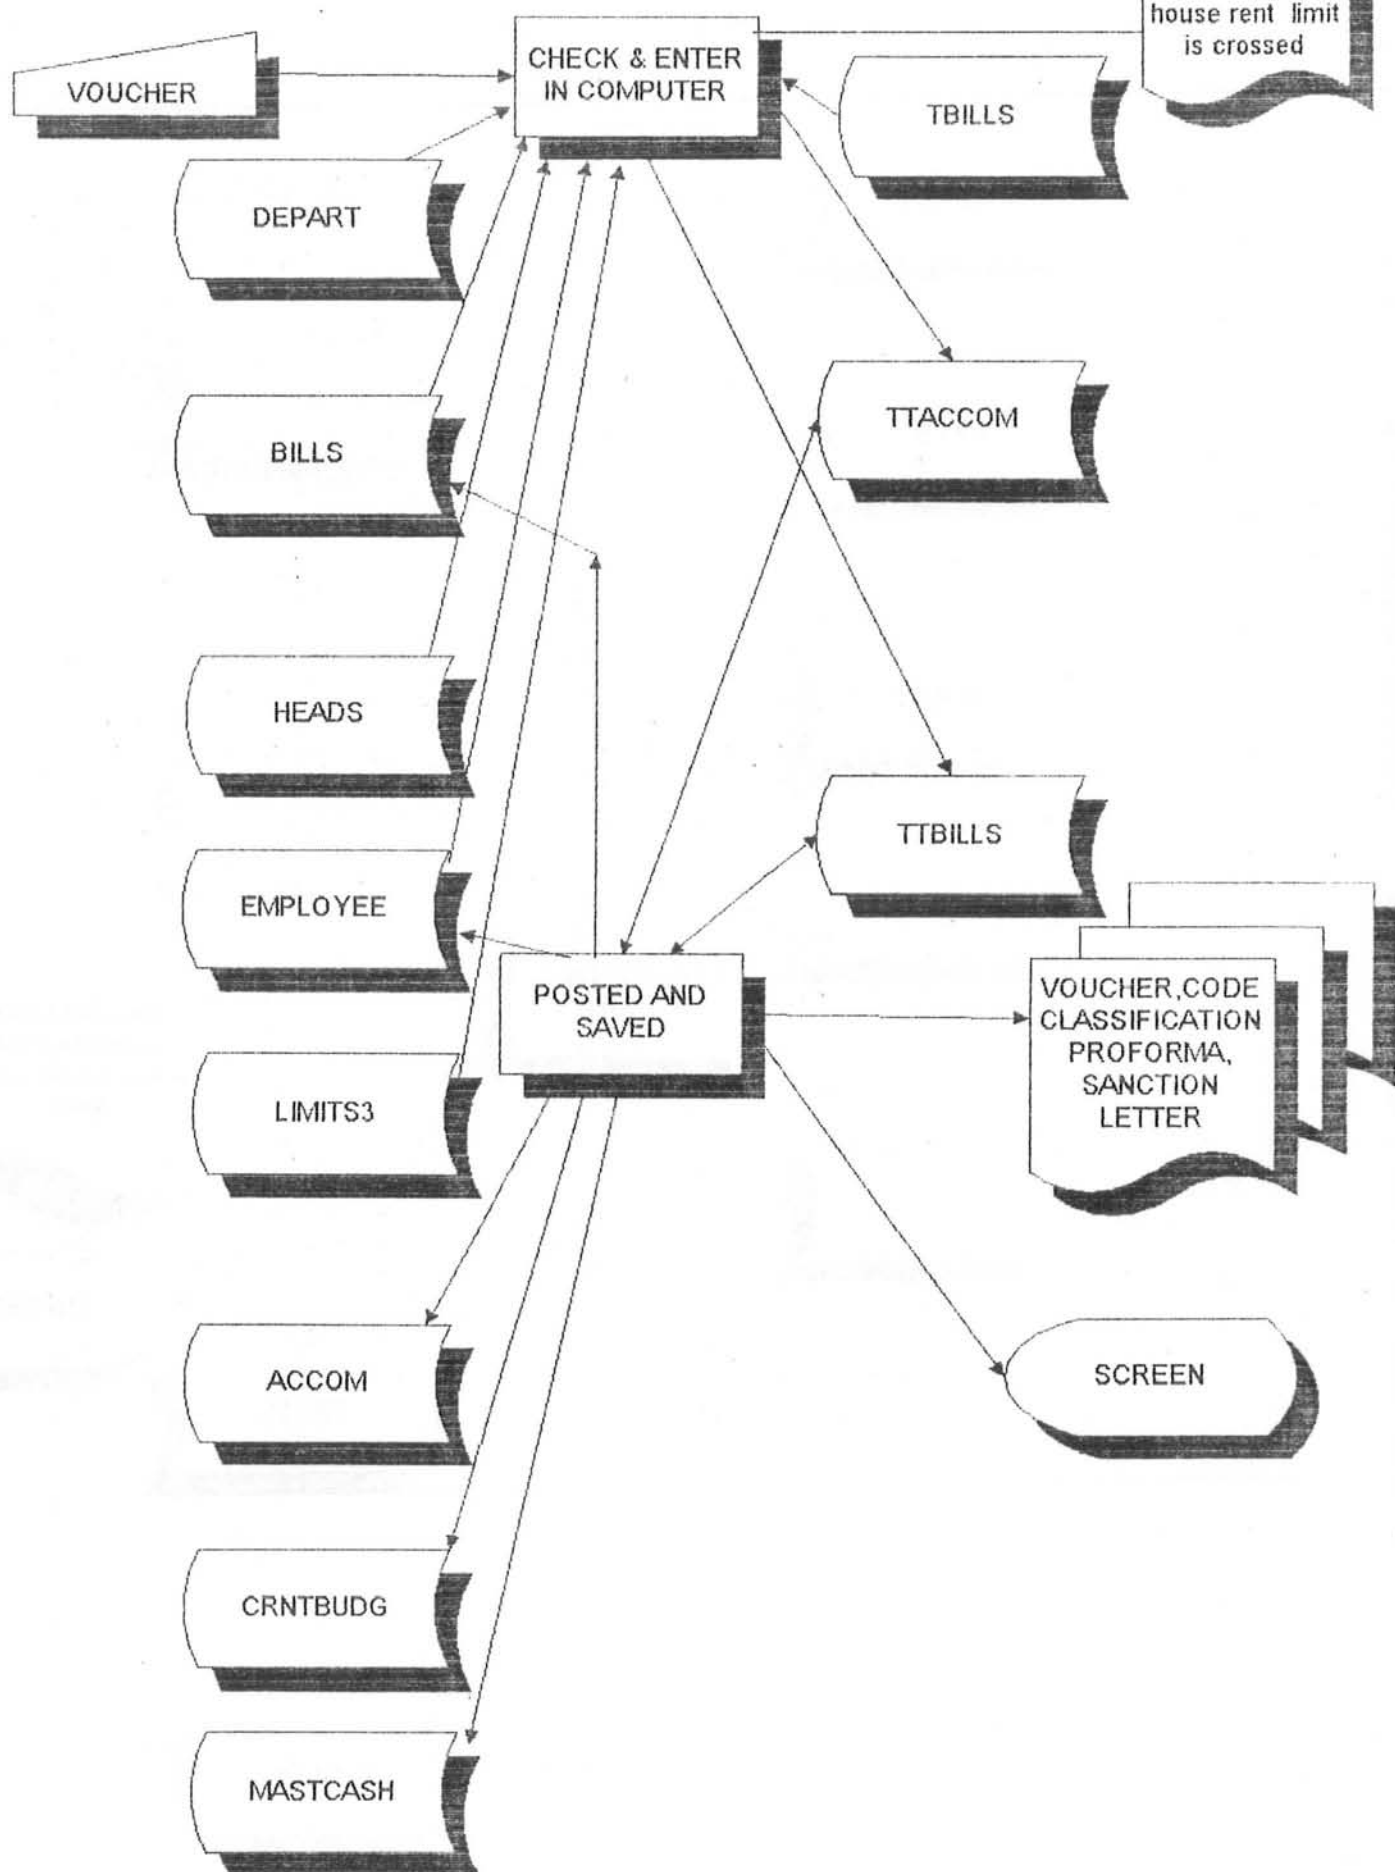 house rent limit
is crossed
CHECK & ENTER
IN COMPUTER
VOUCHER
TBILLS
DEPART
TTACCOM
BILLS
HEADS
TTBILLS
EMPLOYEE
POSTED AND
SAVED
VOUCHER,CODE
CLASSIFICATION
PROFORMA,
SANCTION
LETTER
LIMITS3
SCREEN
ACCOM
CRNTBUDG
MASTCASH